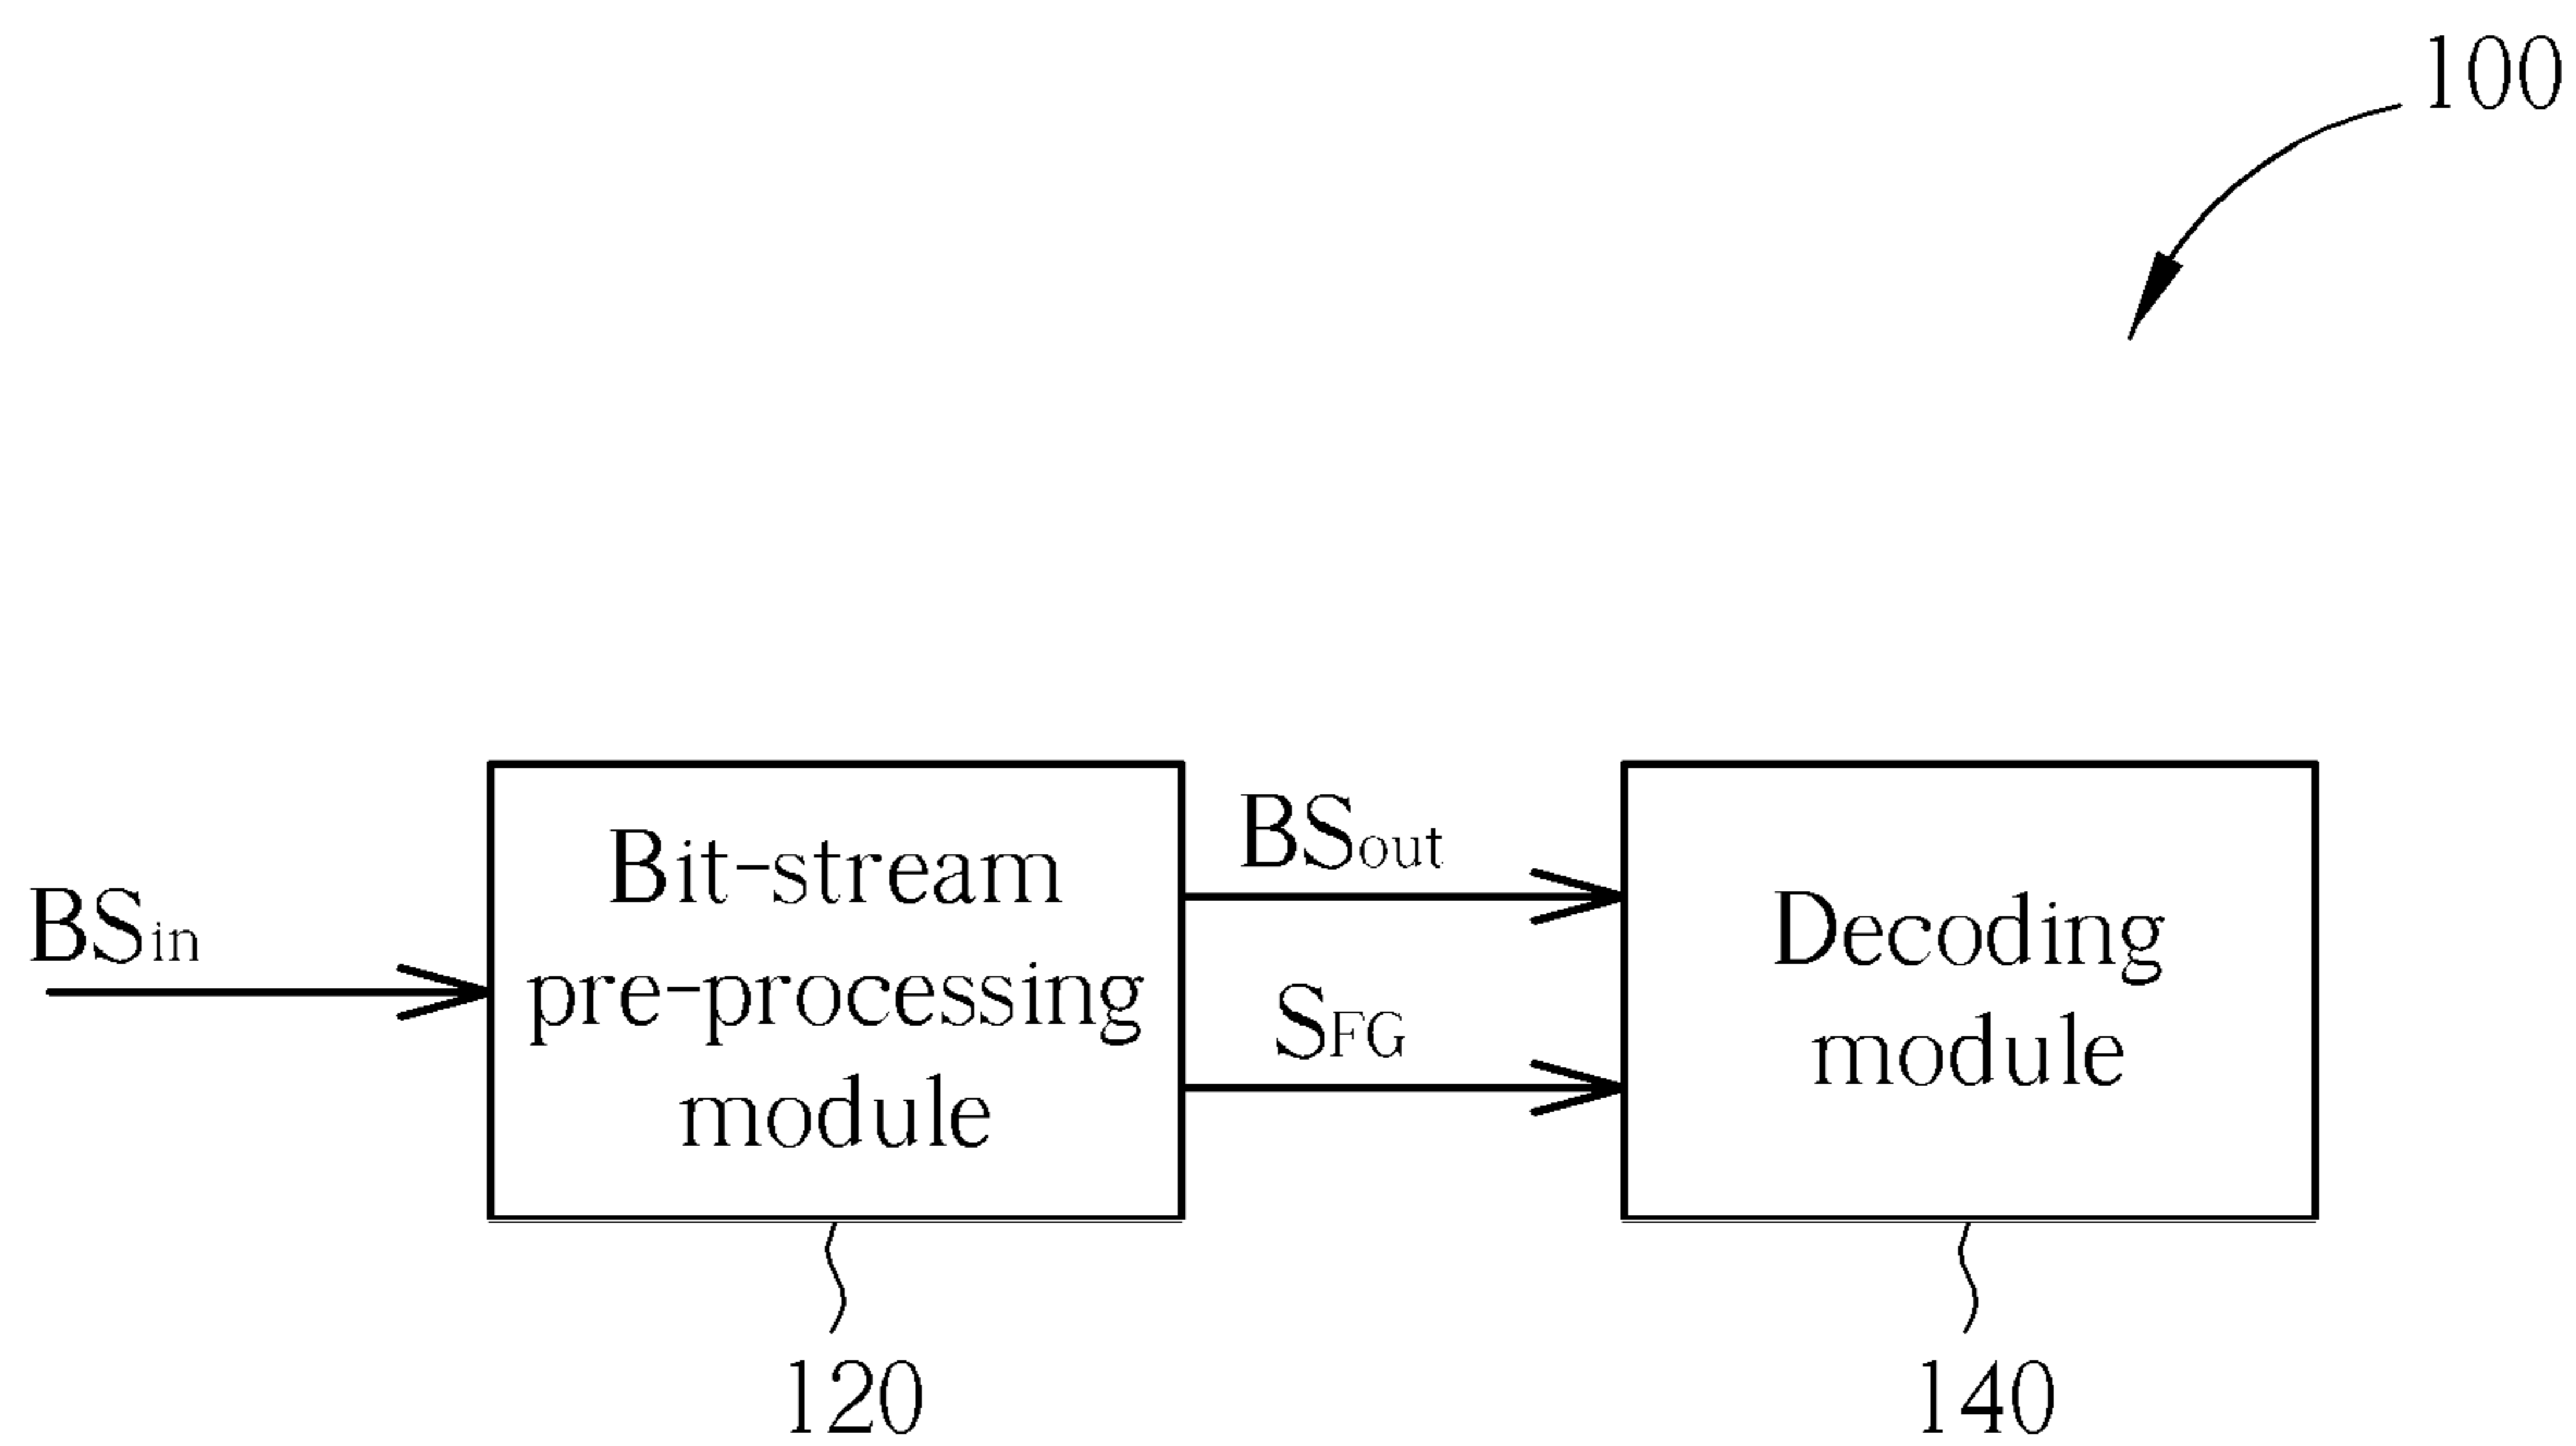 100
BSin
Bit-stream
pre-processing
module
BSout
SFG
Decoding
module
120
140